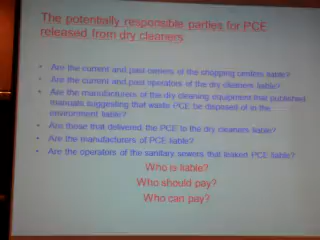 The potentially responsible parties for PCE
released from dry cleaners
• Are the current and past owners of the shopping centers liable?
• Are the current and past operators of the dry cleaners liable?
• Are the manufacturers of the dry cleaning equipment that published
manuals suggesting that waste PCE be disposed of in the
environment liable?
• Are those that delivered the PCE to the dry cleaners liable?
• Are the manufacturers of PCE liable?
• Are the operators of the sanitary sewers that leaked PCE liable?
Who is liable?
Who should pay?
Who can pay?